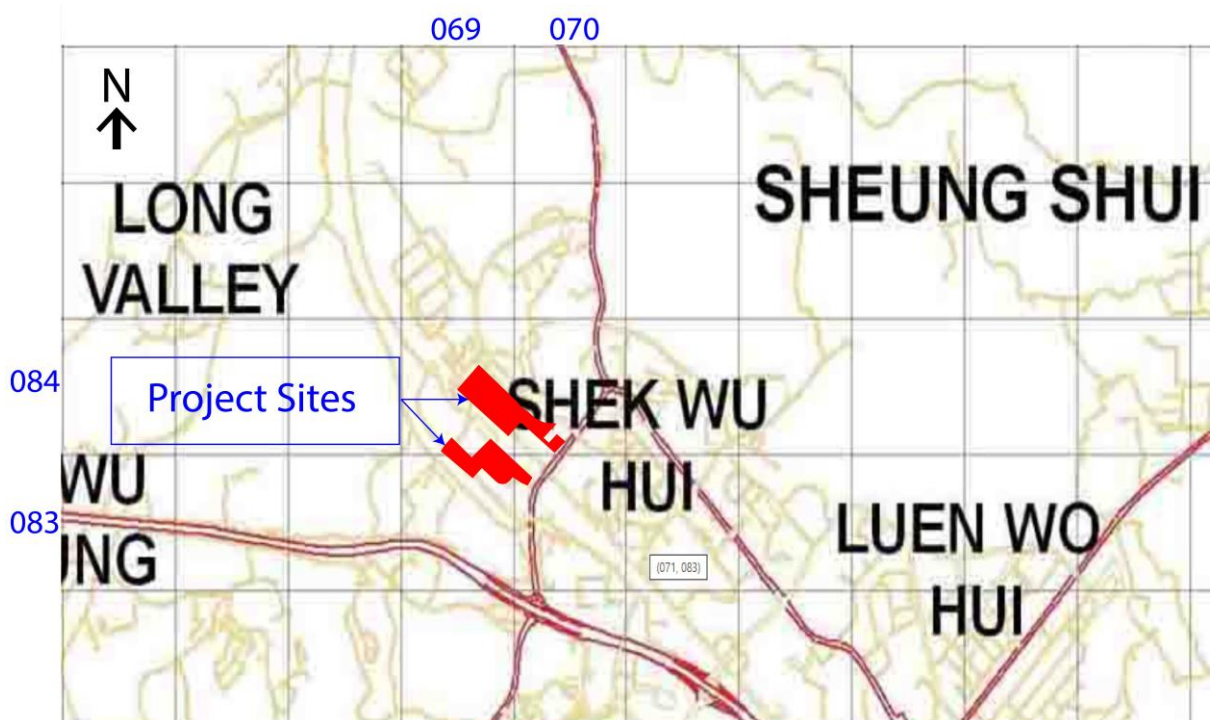 069 070
N
LONG
VALLEY
SHEUNG SHUI
084
Project Sites
SHEK WU
HUI
WU
083
LUEN WO
HUI
(071, 083)